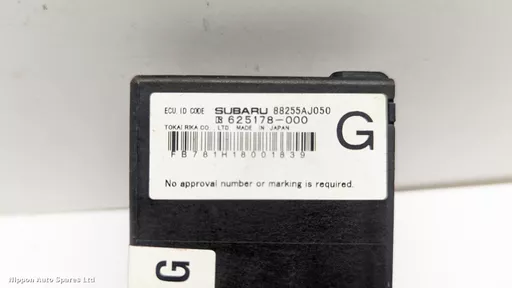 ECU, ID CODE SUBARU 88255AJ050
625178-000
TOKAI RIKA CO. LTD MADE IN JAPAN
G
FB781H18001839
No approval number or marking is required.
G
Nippon Auto Spares Ltd